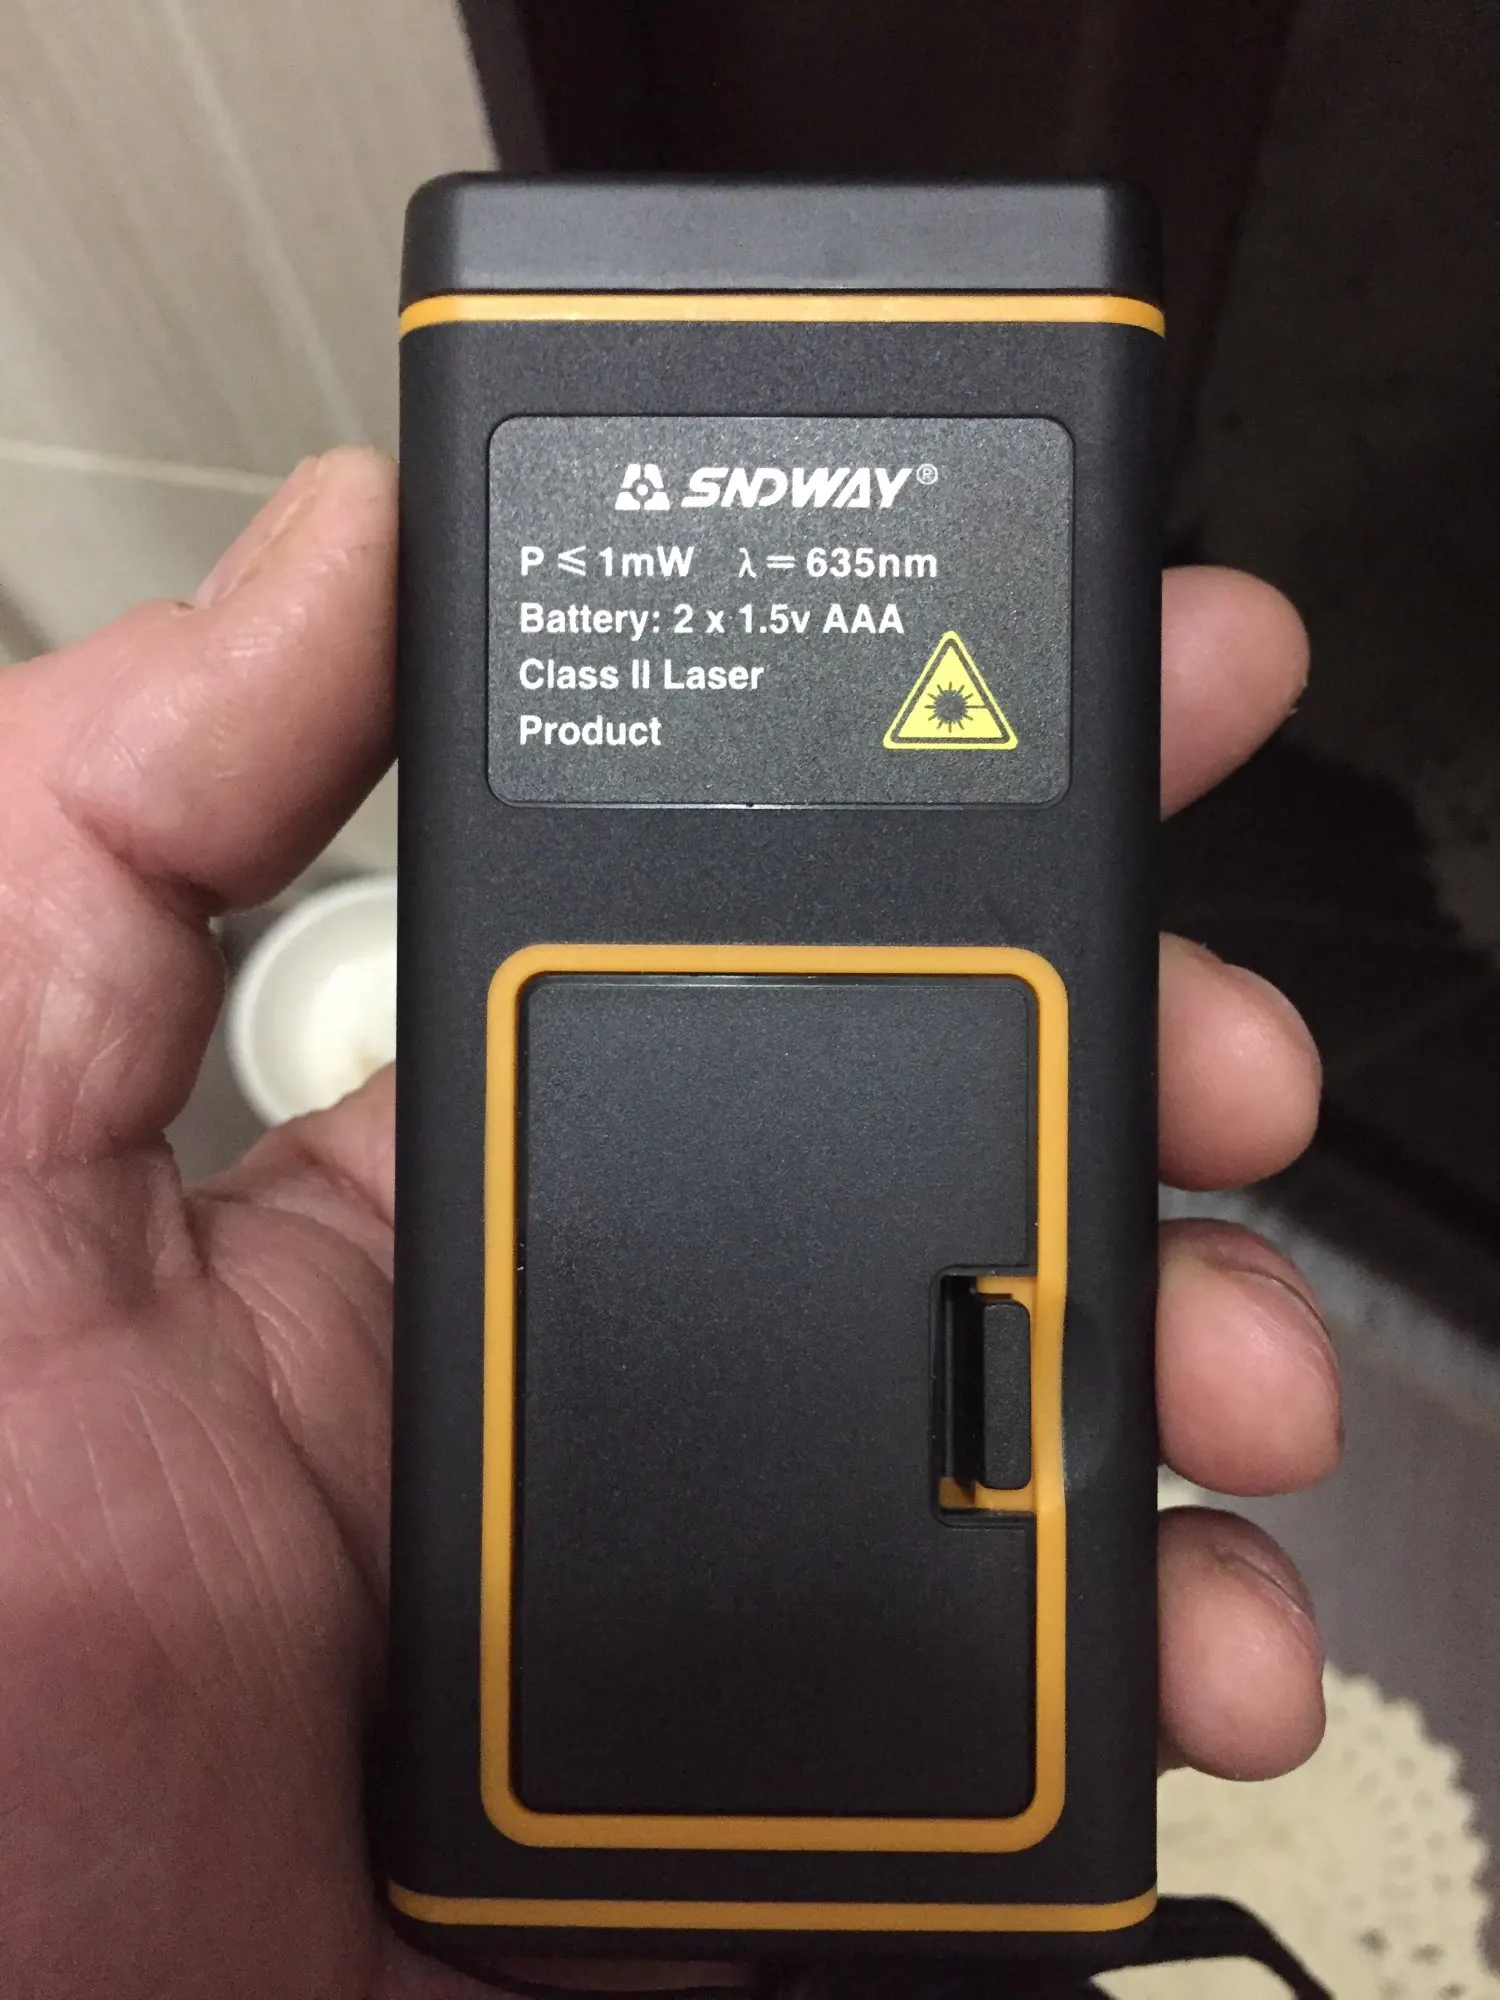 SNDWAY®
P ≤ 1mW λ = 635nm
Battery: 2 x 1.5v AAA
Class II Laser
Product